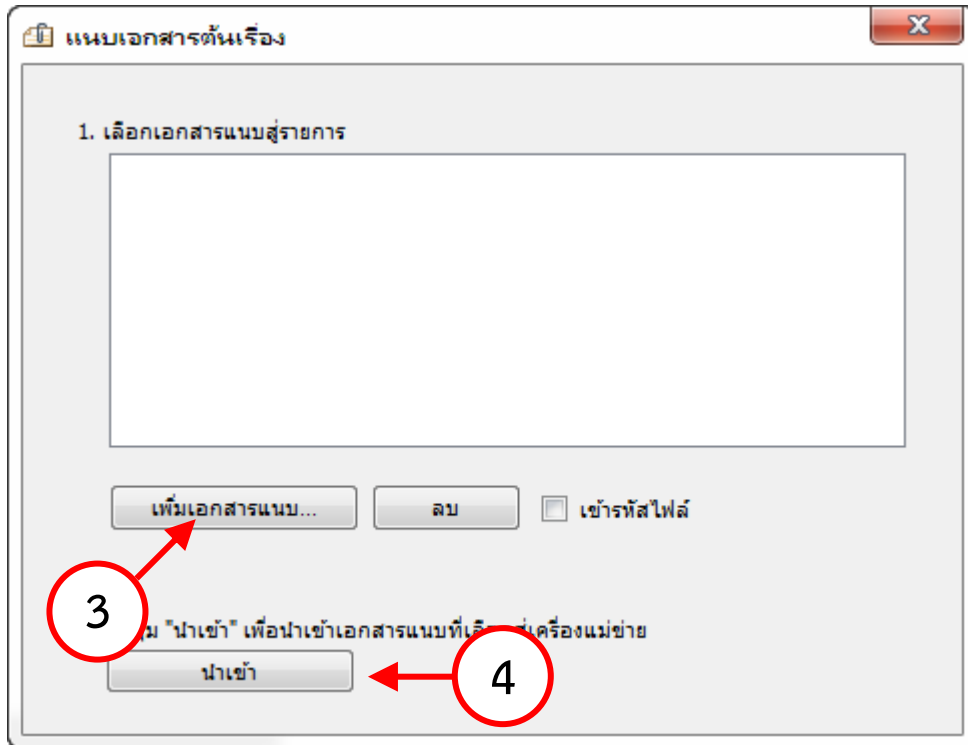 แนบเอกสารต้นเรื่อง
1. เลือกเอกสารแนบสู่รายการ
เพิ่มเอกสารแนบ... ลบ เข้ารหัสไฟล์
3
"นำเข้า" เพื่อนำเข้าเอกสารแนบที่ สู่เครื่องแม่ข่าย
นำเข้า 4